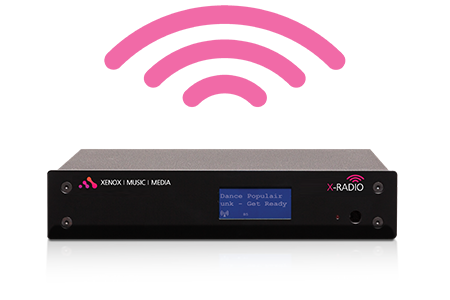 XENOX | MUSIC | MEDIA
X-RADIO
Dance Populair
unk - Get Ready